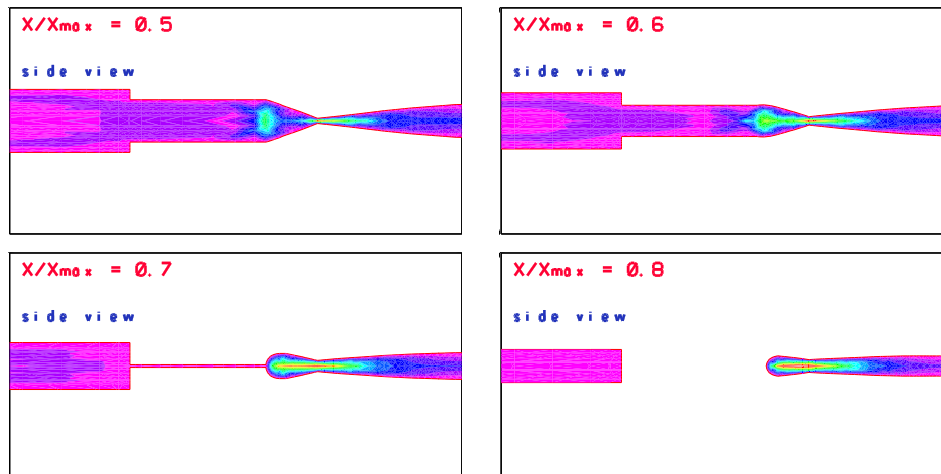 X/Xmax = 0.5
side view
X/Xmax = 0.6
side view
X/Xmax = 0.7
side view
X/Xmax = 0.8
side view